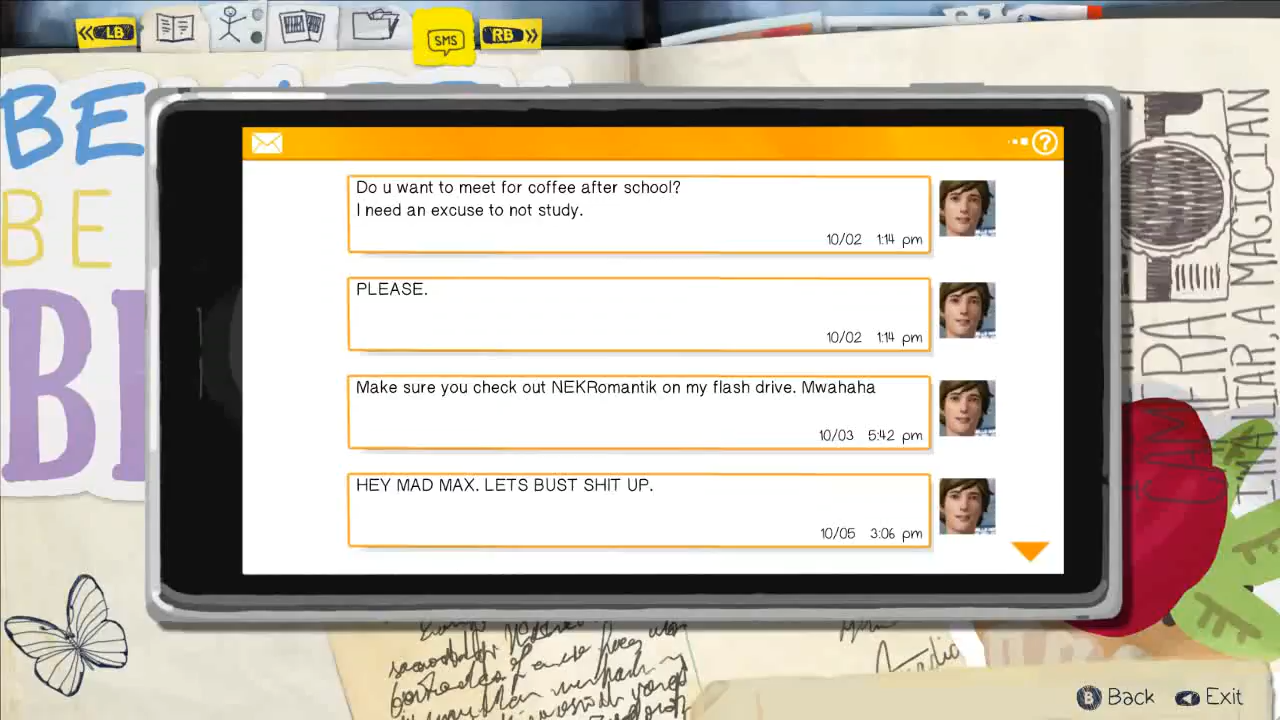 LB
SMS
RB
BE
BE
Do u want to meet for coffee after school?
I need an excuse to not study.
10/02 1:14 pm
PLEASE.
10/02 1:14 pm
Make sure you check out NEKRomantik on my flash drive. Mwahaha
10/03 5:42 pm
HEY MAD MAX. LETS BUST SHIT UP.
10/05 3:06 pm
CAMERA
LIAR, A MAGICIAN
B Back
Exit